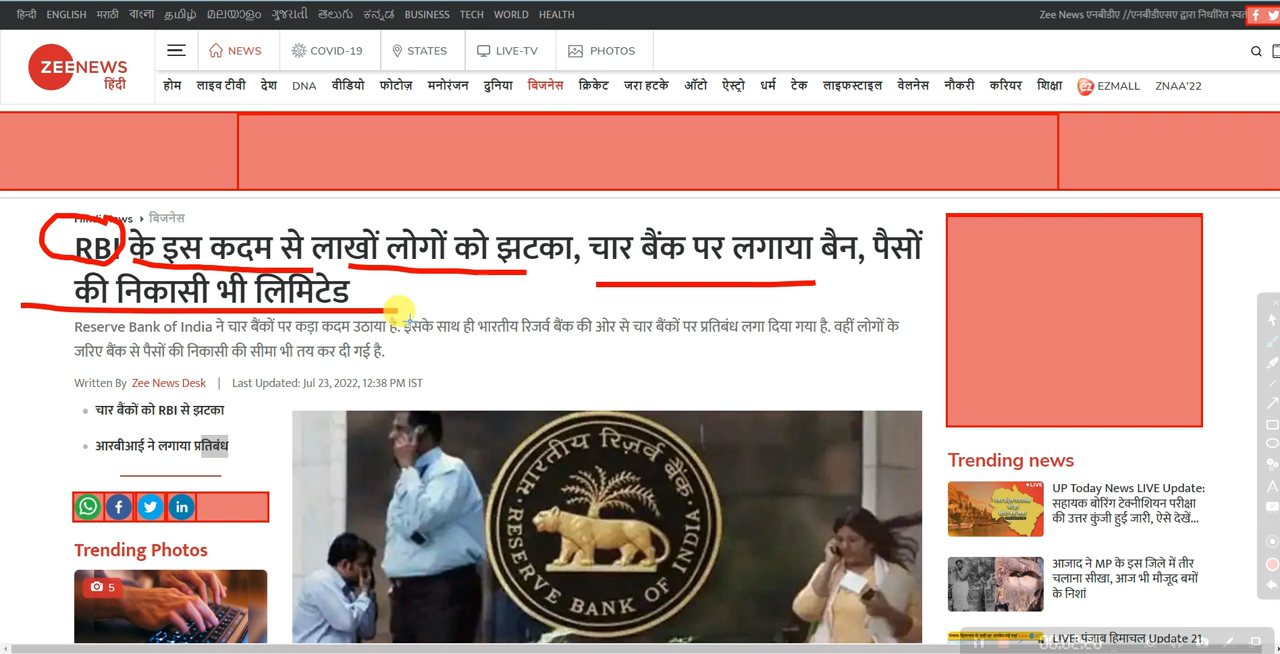 हिन्दी ENGLISH मराठी বাংলা தமிழ் മലയാളം ગુજરાતી తెలుగు ಕನ್ನಡ BUSINESS TECH WORLD HEALTH
Zee News एनबीडीए //एनबीडीएसए द्वारा निर्धारित
ZEENEWS
हिंदी
NEWS COVID-19 STATES LIVE-TV PHOTOS
होम लाइव टीवी देश DNA वीडियो फोटोज़ मनोरंजन दुनिया बिजनेस क्रिकेट जरा हटके ऑटो ऐस्ट्रो धर्म टेक लाइफस्टाइल वेलनेस नौकरी करियर शिक्षा ez EZMALL ZNAA'22
Hindi News बिजनेस
RBI के इस कदम से लाखों लोगों को झटका, चार बैंक पर लगाया बैन, पैसों
की निकासी भी लिमिटेड
Reserve Bank of India ने चार बैंकों पर कड़ा कदम उठाया है. इसके साथ ही भारतीय रिजर्व बैंक की ओर से चार बैंकों पर प्रतिबंध लगा दिया गया है. वहीं लोगों के
जरिए बैंक से पैसों की निकासी की सीमा भी तय कर दी गई है.
Written By Zee News Desk | Last Updated: Jul 23, 2022, 12:38 PM IST
चार बैंकों को RBI से झटका
आरबीआई ने लगाया प्रतिबंध
Trending Photos
5
भारतीय रिज़र्व बैंक
RESERVE BANK OF INDIA
Trending news
LIVE
UP Today News LIVE Update:
सहायक बोरिंग टेक्नीशियन परीक्षा
की उत्तर कुंजी हुई जारी, ऐसे देखें...
आजाद ने MP के इस जिले में तीर
चलाना सीखा, आज भी मौजूद बमों
के निशां
LIVE पंजाब हिमाचल Update 21